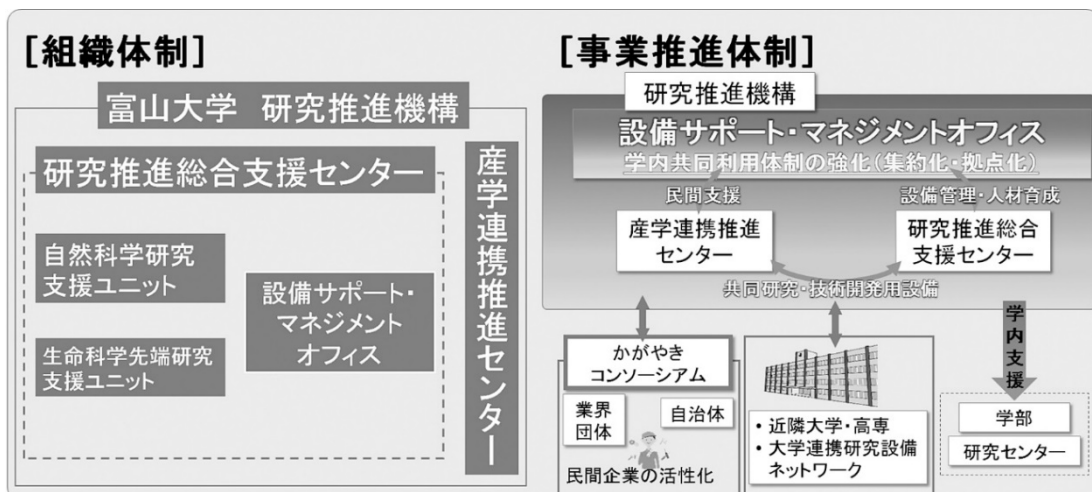 [組織体制]
富山大学 研究推進機構
研究推進総合支援センター
自然科学研究
支援ユニット
生命科学先端研究
支援ユニット
設備サポート・
マネジメント
オフィス
産学連携推進センター
[事業推進体制]
研究推進機構
設備サポート・マネジメントオフィス
学内共同利用体制の強化(集約化・拠点化)
民間支援
設備管理・人材育成
産学連携推進
センター
研究推進総合
支援センター
共同研究・技術開発用設備
かがやき
コンソーシアム
業界
団体
自治体
民間企業の活性化
• 近隣大学・高専
• 大学連携研究設備
ネットワーク
学内支援
学部
研究センター